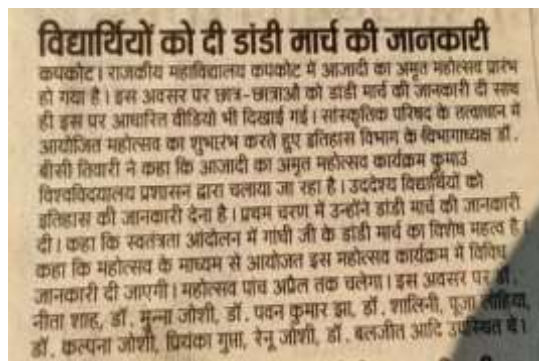 विद्यार्थियों को दी डांडी मार्च की जानकारी
कपकोट। राजकीय महाविद्यालय कपकोट में आजादी का अमृत महोत्सव प्रारंभ
हो गया है। इस अवसर पर छात्र-छात्राओं को डांडी मार्च की जानकारी दी साथ
ही इस पर आधारित वीडियो भी दिखाई गई। सांस्कृतिक परिषद के तत्वाधान में
आयोजित महोत्सव का शुभारंभ करते हुए इतिहास विभाग के विभागाध्यक्ष डॉ.
बीसी तिवारी ने कहा कि आजादी का अमृत महोत्सव कार्यक्रम कुमाउं
विश्वविदयालय प्रशासन द्वारा चलाया जा रहा है। उददेश्य विद्यार्थियों को
इतिहास की जानकारी देना है। प्रथम चरण में उन्होंने डांडी मार्च की जानकारी
दी। कहा कि स्वतंत्रता आंदोलन में गांधी जी के डांडी मार्च का विशेष महत्व है।
कहा कि महोत्सव के माध्यम से आयोजत इस महोत्सव कार्यक्रम में विविध
जानकारी दी जाएगी। महोत्सव पांच अप्रैल तक चलेगा। इस अवसर पर डॉ.
नीता शाह, डॉ. मुन्ना जोशी, डॉ. पवन कुमार झा, डॉ. शालिनी, पूजा लोहिया,
डॉ. कल्पना जोशी, प्रियंका गुप्ता, रेनू जोशी, डॉ. बलजीत आदि उपस्थित थे।